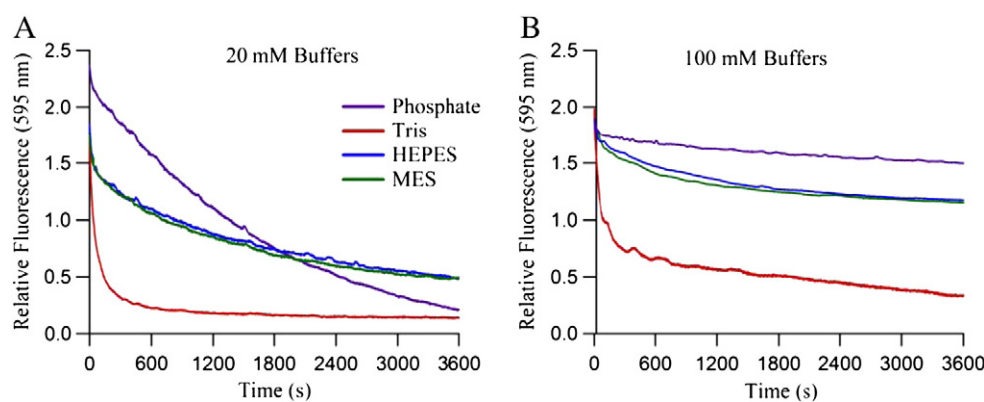 A
20 mM Buffers
Relative Fluorescence (595 nm)
2.5
2.0
1.5
1.0
0.5
0.0
Phosphate
Tris
HEPES
MES
0 600 1200 1800 2400 3000 3600
Time (s)
B
100 mM Buffers
Relative Fluorescence (595 nm)
2.5
2.0
1.5
1.0
0.5
0.0
0 600 1200 1800 2400 3000 3600
Time (s)